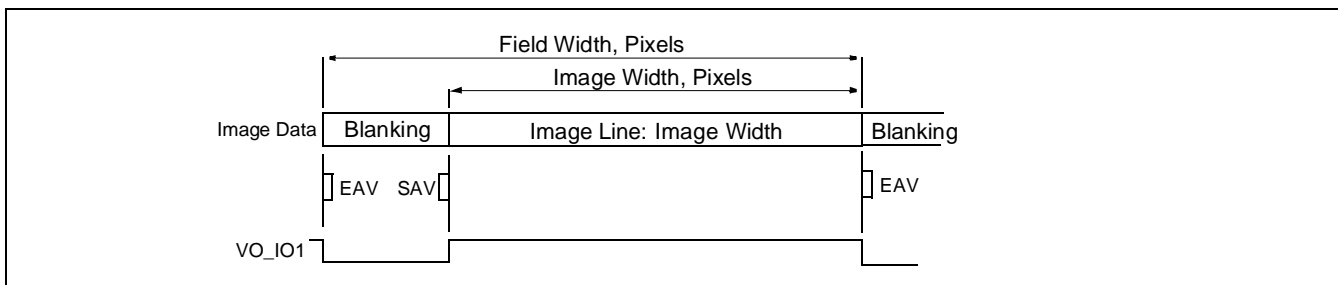 Field Width, Pixels
Image Width, Pixels
Image Data Blanking Image Line: Image Width Blanking
EAV SAV EAV
VO_IO1